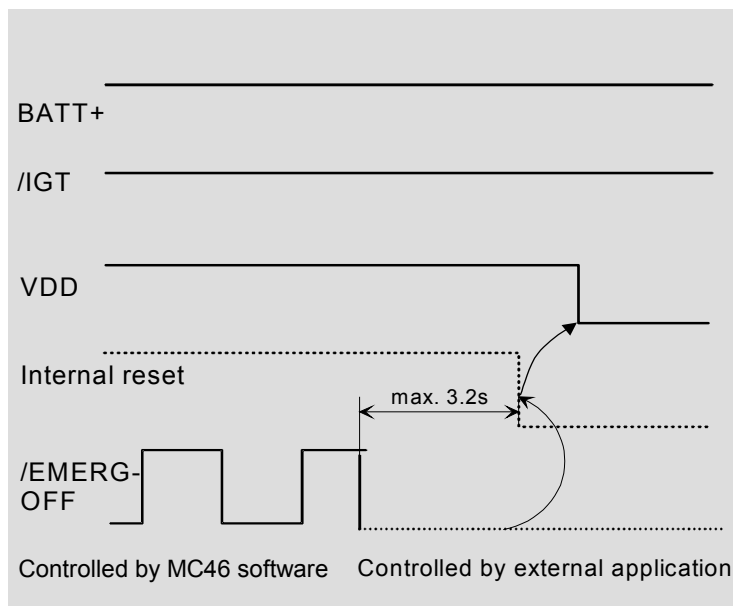 BATT+
/IGT
VDD
Internal reset
max. 3.2s
/EMERG-
OFF
Controlled by MC46 software
Controlled by external application